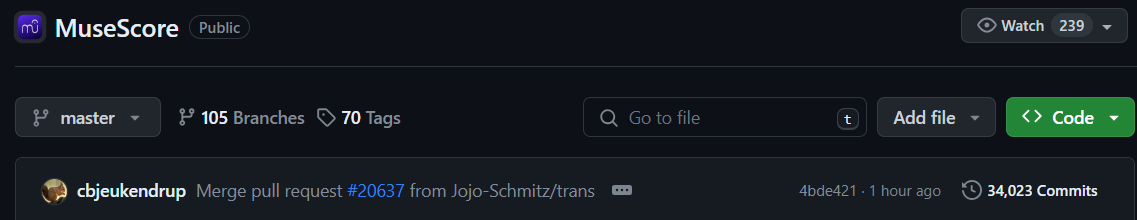 MuseScore Public Watch 239
master 105 Branches 70 Tags Go to file t Add file Code
cbjeukendrup Merge pull request #20637 from Jojo-Schmitz/trans 4bde421 · 1 hour ago 34,023 Commits